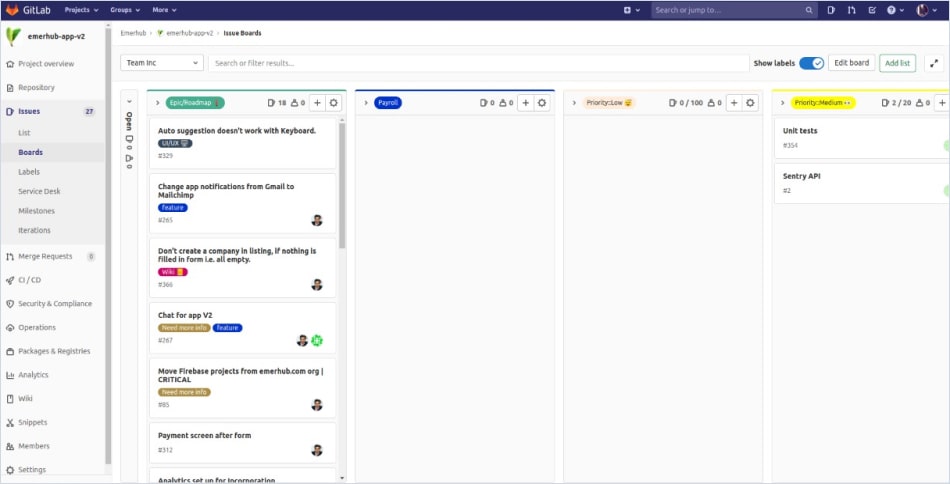 GitLab
Projects
Groups
More
Search or jump to...
emerhub-app-v2
Project overview
Repository
Issues 27
List
Boards
Labels
Service Desk
Milestones
Iterations
Merge Requests 0
CI / CD
Security & Compliance
Operations
Packages & Registries
Analytics
Wiki
Snippets
Members
Settings
Emerhub › emerhub-app-v2 › Issue Boards
Team Inc
Search or filter results...
Show labels
Edit board
Add list
Open
0
0
Epic/Roadmap 18 0
Auto suggestion doesn't work with Keyboard.
UI/UX
#329
Change app notifications from Gmail to
Mailchimp
feature
#265
Don't create a company in listing, if nothing is
filled in form i.e. all empty.
Wiki
#366
Chat for app V2
Need more info feature
#267
Move Firebase projects from emerhub.com org |
CRITICAL
Need more info
#85
Payment screen after form
#312
Analytics set up for Incorporation
Payroll 0 0
Priority::Low 0 / 100 0
Priority::Medium 2 / 20 0
Unit tests
#354
Sentry API
#2